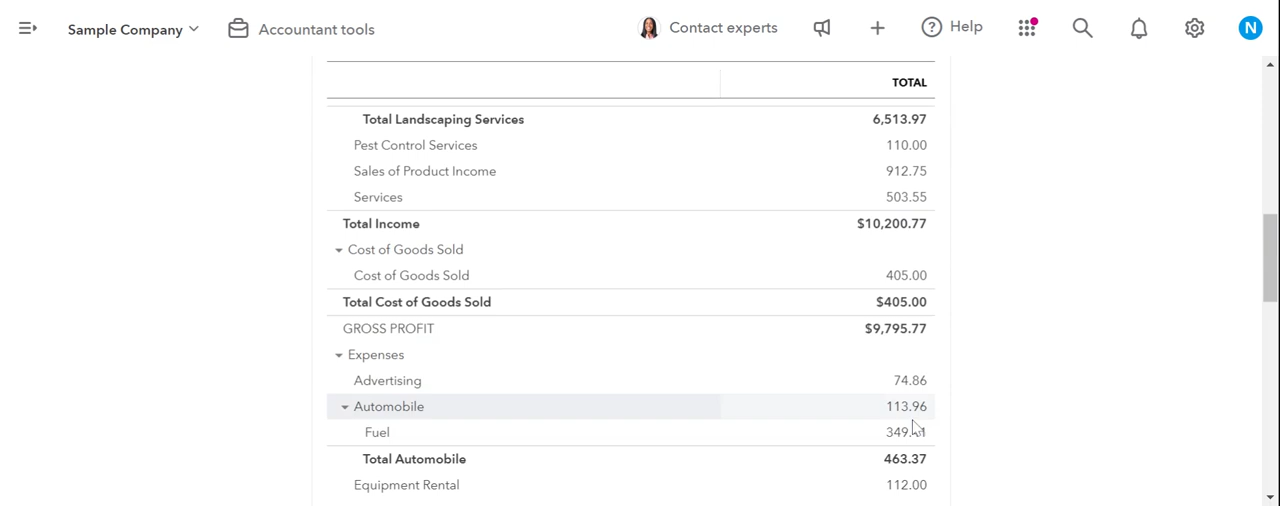 Sample Company Accountant tools Contact experts Help N
TOTAL
Total Landscaping Services 6,513.97
Pest Control Services 110.00
Sales of Product Income 912.75
Services 503.55
Total Income $10,200.77
Cost of Goods Sold
Cost of Goods Sold 405.00
Total Cost of Goods Sold $405.00
GROSS PROFIT $9,795.77
Expenses
Advertising 74.86
Automobile 113.96
Fuel
Total Automobile 463.37
Equipment Rental 112.00